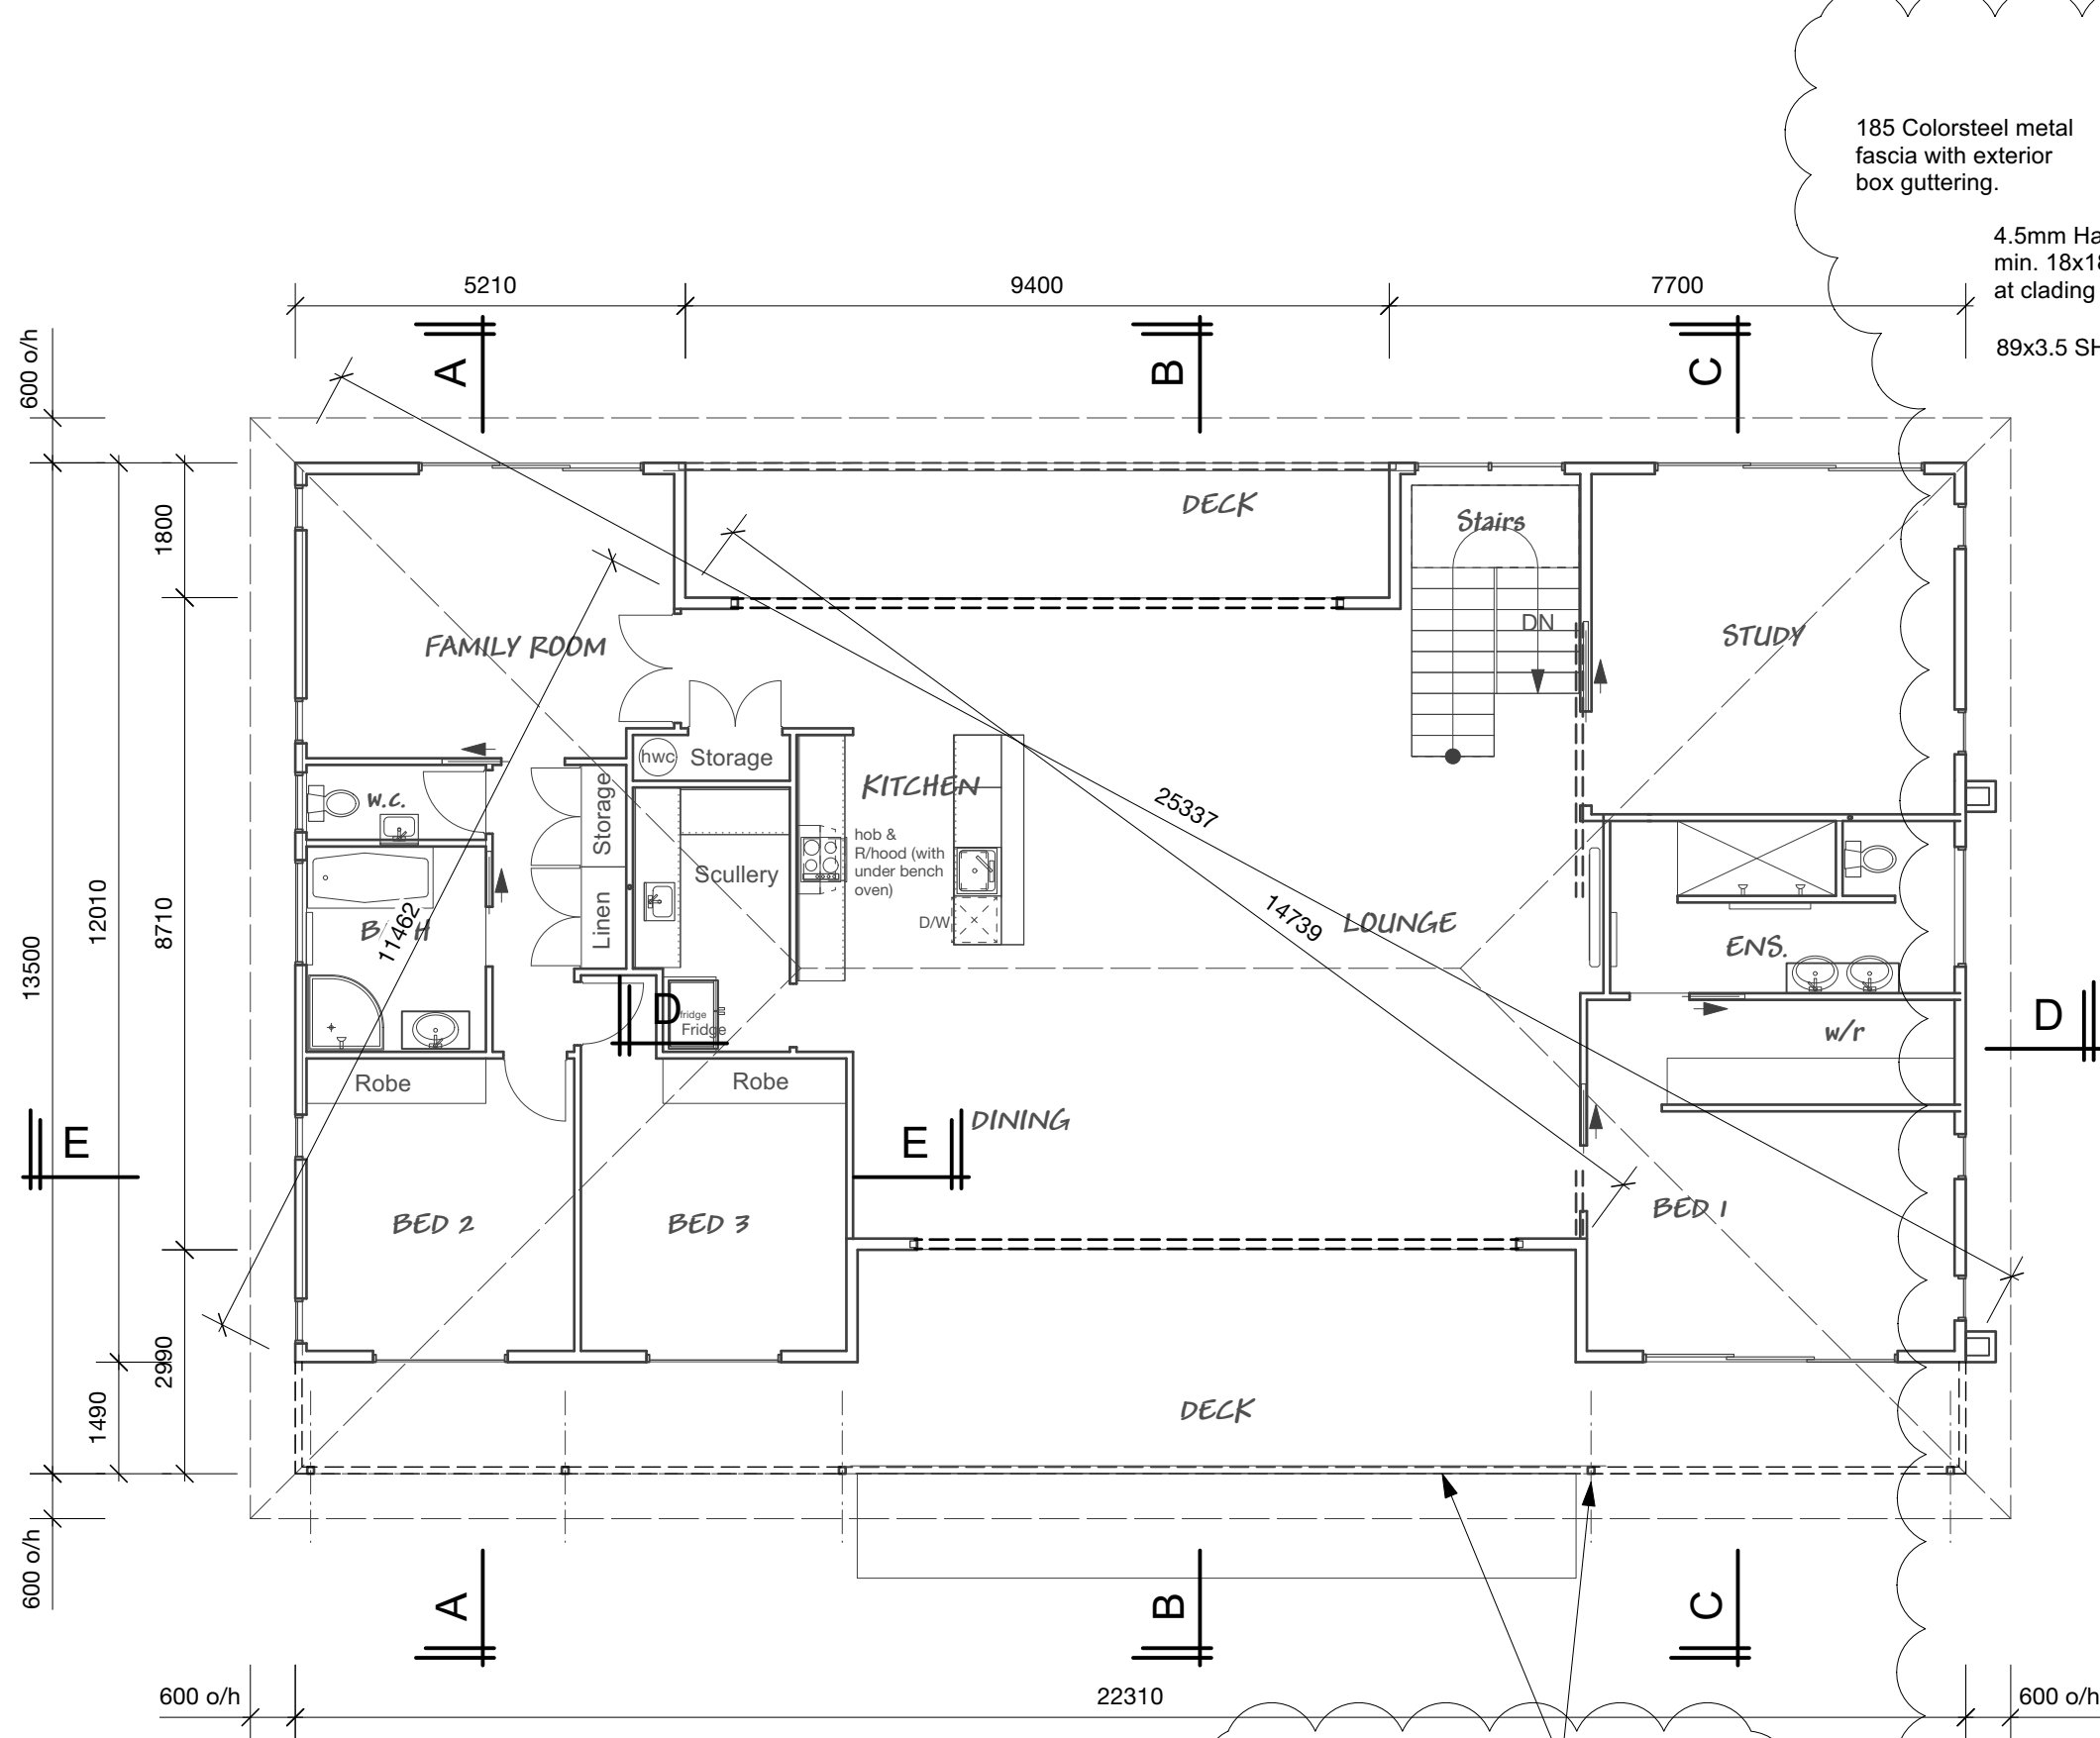 185 Colorsteel metal
fascia with exterior
box guttering.
4.5mm Ha
min. 18x18
at clading
89x3.5 SH
5210
9400
7700
A
B
C
600 o/h
1800
DECK
Stairs
DN
FAMILY ROOM
STUDY
hwc
Storage
KITCHEN
W.C.
Storage
25337
hob &
R/hood (with
under bench
oven)
Scullery
13500
12010
8710
11462
Linen
D/W
14739
LOUNGE
ENS.
D
fridge
Fridge
D
w/r
Robe
Robe
E
E
DINING
BED 2
BED 3
BED 1
2990
1490
DECK
600 o/h
A
B
C
600 o/h
22310
600 o/h